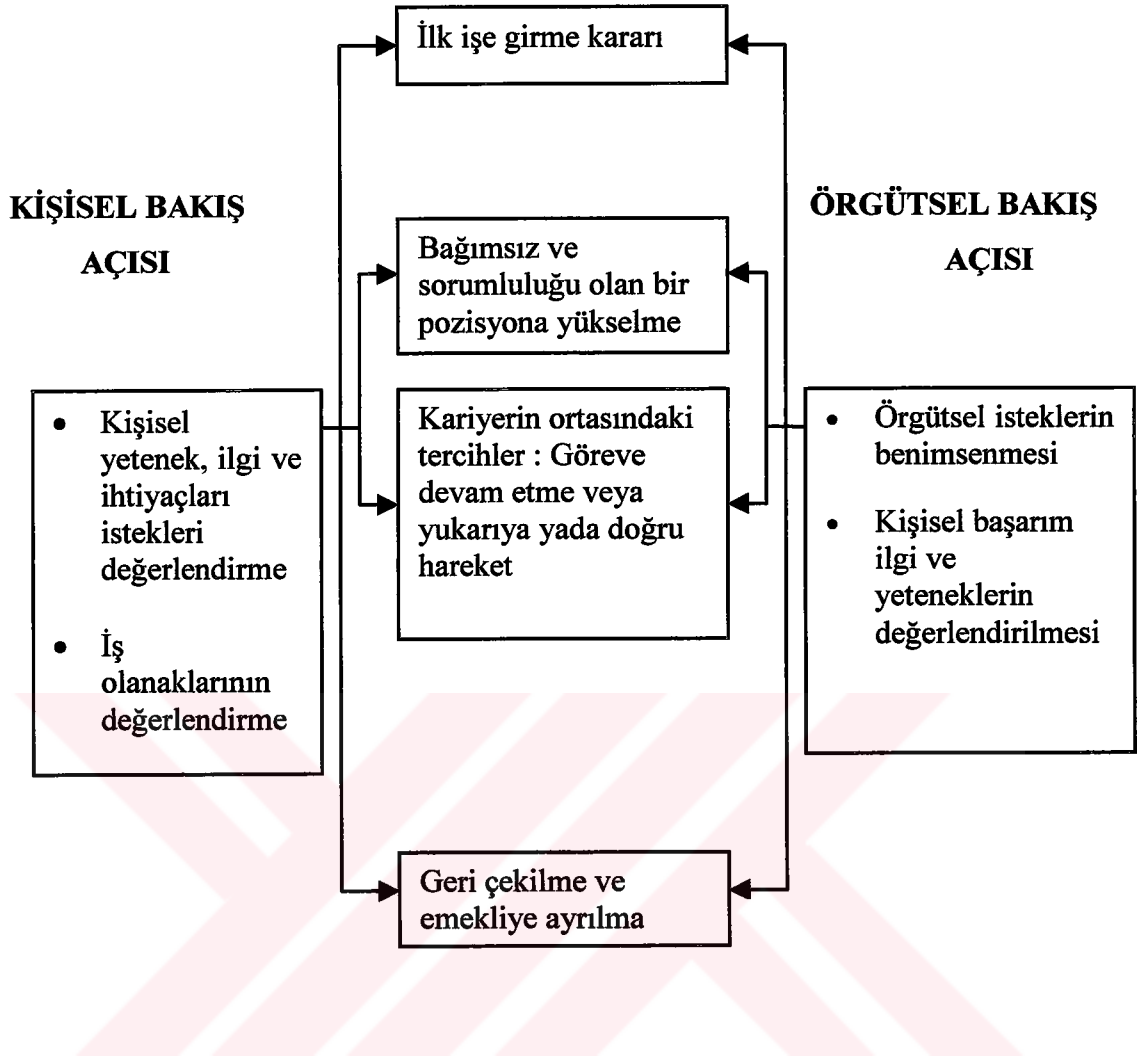 İlk işe girme kararı
KİŞİSEL BAKIŞ
AÇISI
ÖRGÜTSEL BAKIŞ
AÇISI
Bağımsız ve
sorumluluğu olan bir
pozisyona yükselme
• Kişisel
yetenek, ilgi ve
ihtiyaçları
istekleri
değerlendirme
• İş
olanaklarının
değerlendirme
Kariyerin ortasındaki
tercihler : Göreve
devam etme veya
yukarıya yada doğru
hareket
• Örgütsel isteklerin
benimsenmesi
• Kişisel başarım
ilgi ve
yeteneklerin
değerlendirilmesi
Geri çekilme ve
emekliye ayrılma